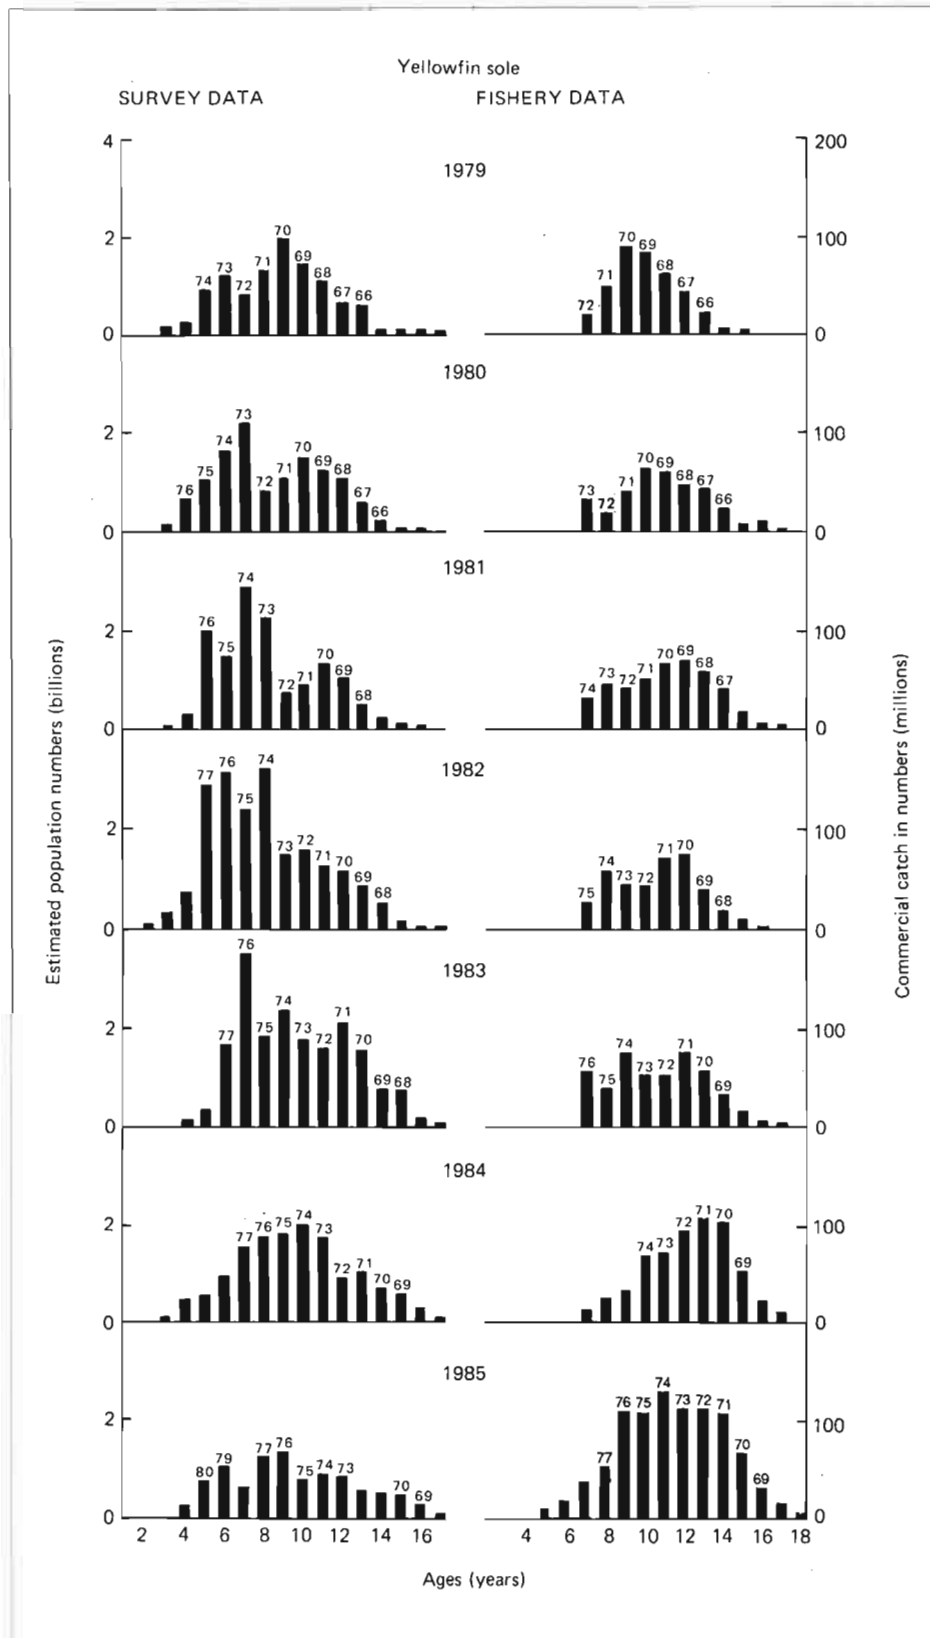 Yellowfin sole
SURVEY DATA
FISHERY DATA
1979
4
2
0
74 73 72 71 70 69 68 67 66
72 71 70 69 68 67 66
200
100
0
1980
2
0
76 75 74 73 72 71 70 69 68 67 66
73 72 71 70 69 68 67 66
100
0
1981
2
0
76 75 74 73 72 71 70 69 68
74 73 72 71 70 69 68 67
100
0
1982
2
0
77 76 75 74 73 72 71 70 69 68
75 74 73 72 71 70 69 68
100
0
1983
2
0
77 76 75 74 73 72 71 70 69 68
76 75 74 73 72 71 70 69
100
0
1984
2
0
77 76 75 74 73 72 71 70 69
74 73 72 71 70 69
100
0
1985
2
0
80 79 77 76 75 74 73 70 69
77 76 75 74 73 72 71 70 69
100
0
2 4 6 8 10 12 14 16
4 6 8 10 12 14 16 18
Ages (years)
Estimated population numbers (billions)
Commercial catch in numbers (millions)